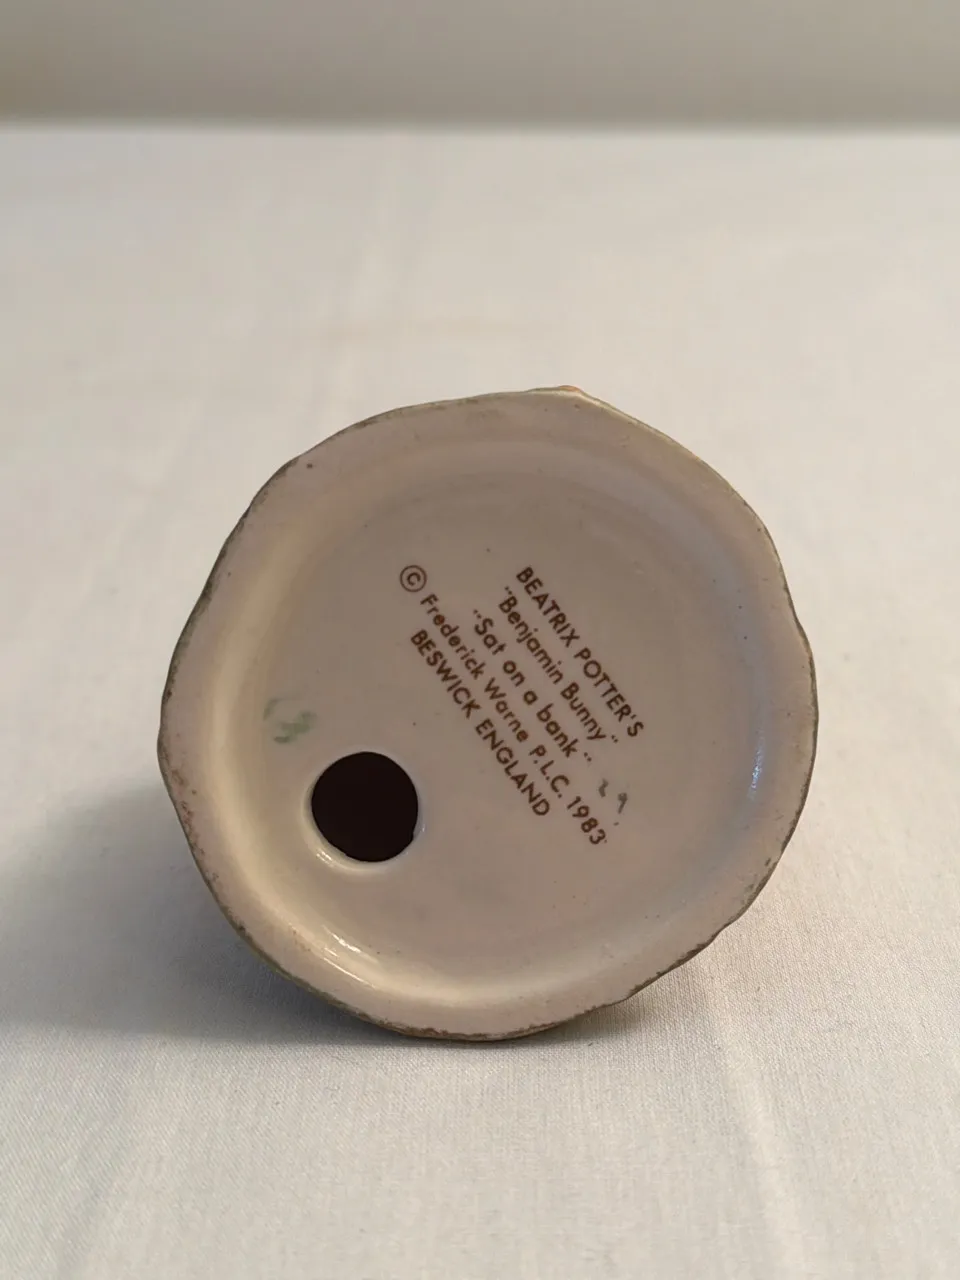 BEATRIX POTTER'S
"Benjamin Bunny"
"Sat on a bank"
© Frederick Warne P.L.C. 1983
BESWICK ENGLAND